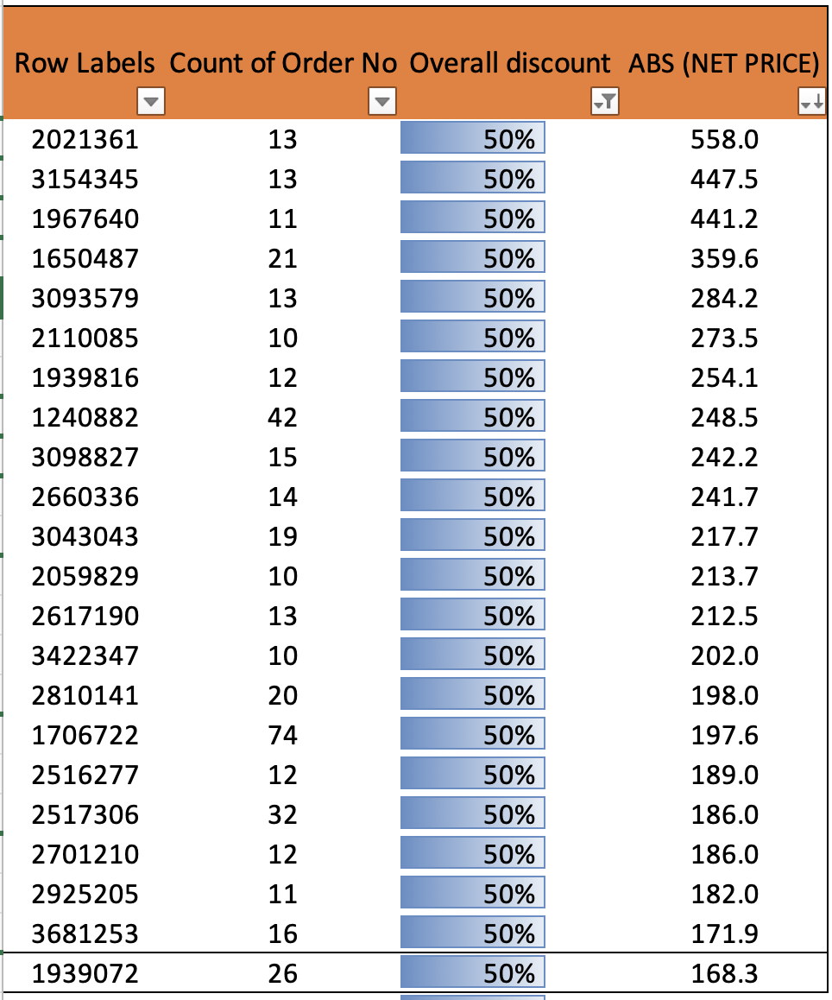 Row Labels Count of Order No Overall discount ABS (NET PRICE)
2021361 13 50% 558.0
3154345 13 50% 447.5
1967640 11 50% 441.2
1650487 21 50% 359.6
3093579 13 50% 284.2
2110085 10 50% 273.5
1939816 12 50% 254.1
1240882 42 50% 248.5
3098827 15 50% 242.2
2660336 14 50% 241.7
3043043 19 50% 217.7
2059829 10 50% 213.7
2617190 13 50% 212.5
3422347 10 50% 202.0
2810141 20 50% 198.0
1706722 74 50% 197.6
2516277 12 50% 189.0
2517306 32 50% 186.0
2701210 12 50% 186.0
2925205 11 50% 182.0
3681253 16 50% 171.9
1939072 26 50% 168.3